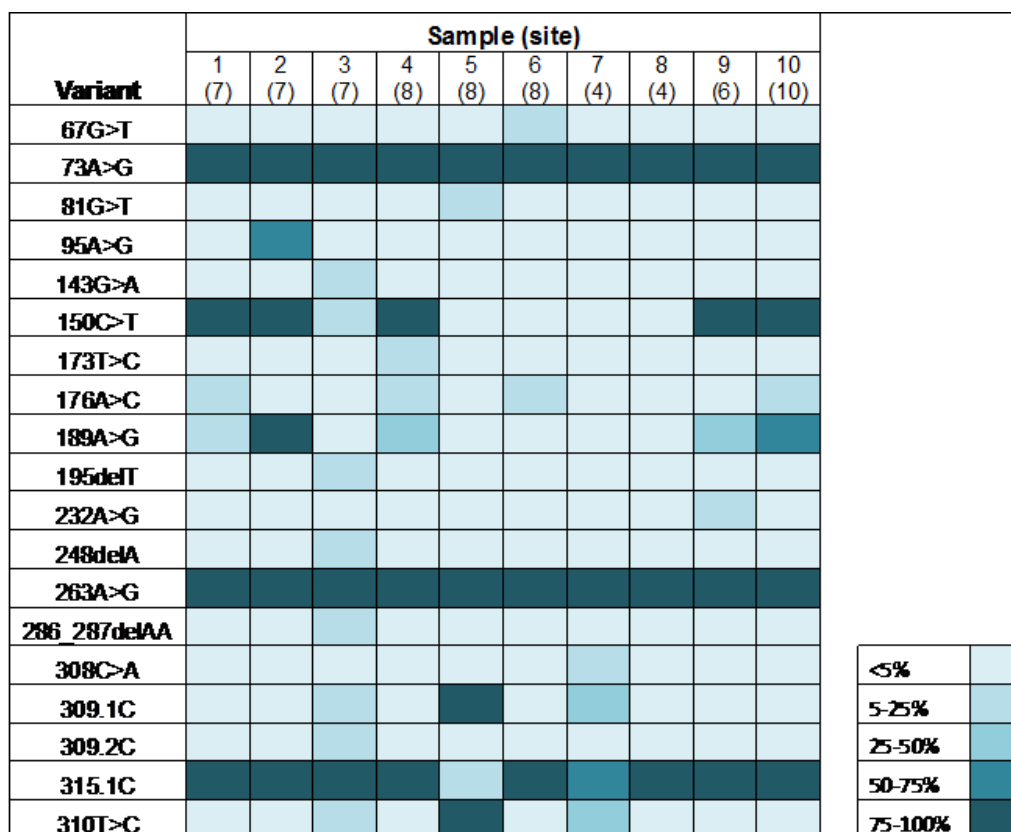 Sample (site)
Variant
1 2 3 4 5 6 7 8 9 10
(7) (7) (7) (8) (8) (8) (4) (4) (6) (10)
67G>T
73A>G
81G>T
95A>G
143G>A
150C>T
173T>C
176A>C
189A>G
195delT
232A>G
248delA
263A>G
286_287delAA
308C>A
309.1C
309.2C
315.1C
310T>C
<5%
5-25%
25-50%
50-75%
75-100%